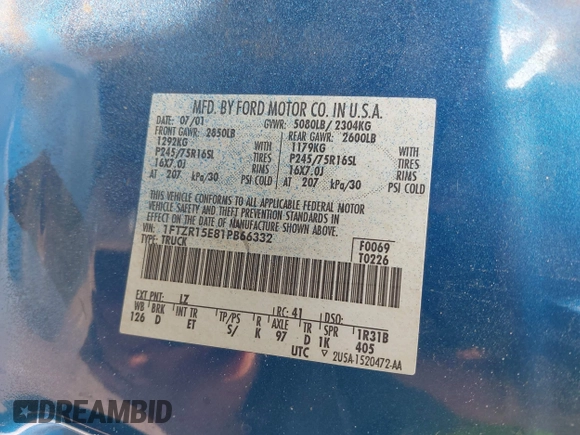 MFD. BY FORD MOTOR CO. IN U.S.A.
DATE: 07/01 GVWR: 5080LB/ 2304KG
FRONT GAWR: 2850LB REAR GAWR: 2600LB
1292KG 1179KG
P245/75R16SL TIRES P245/75R16SL TIRES
16X7.0J RIMS 16X7.0J RIMS
AT 207 kPa/30 PSI COLD AT 207 kPa/30 PSI COLD
THIS VEHICLE CONFORMS TO ALL APPLICABLE FEDERAL MOTOR
VEHICLE SAFETY AND THEFT PREVENTION STANDARDS IN
EFFECT ON THE DATE OF MANUFACTURE SHOWN ABOVE.
VIN: 1FTZR15E81PB66332
TYPE: TRUCK
F0069
T0226
EXT PNT: LZ RC: 41 DSO:
WB BRK INT TR TP/PS R AXLE TR SPR 1R31B
126 D ET S/ K 97 D 1K 405
UTC ▽ 2USA-1520472-AA
DREAMBID